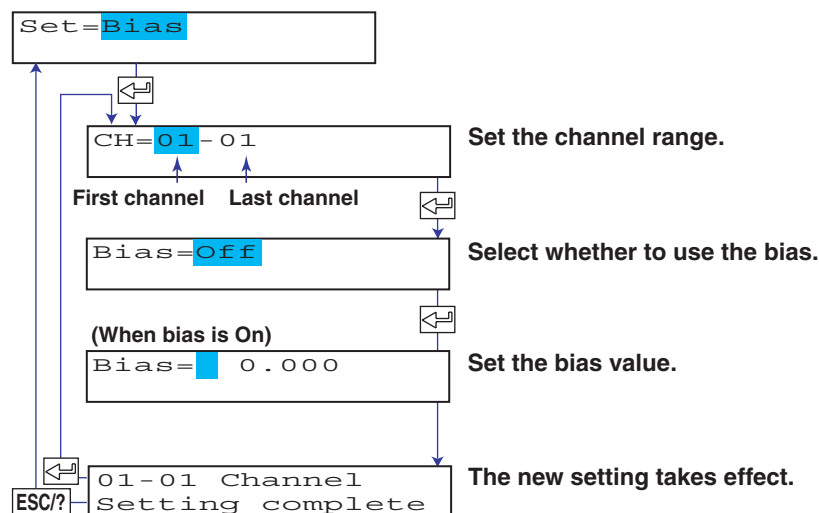 Set=Bias
CH=01-01
Set the channel range.
First channel Last channel
Bias=Off
Select whether to use the bias.
(When bias is On)
Bias= 0.000
Set the bias value.
01-01 Channel
The new setting takes effect.
ESC/?
Setting complete